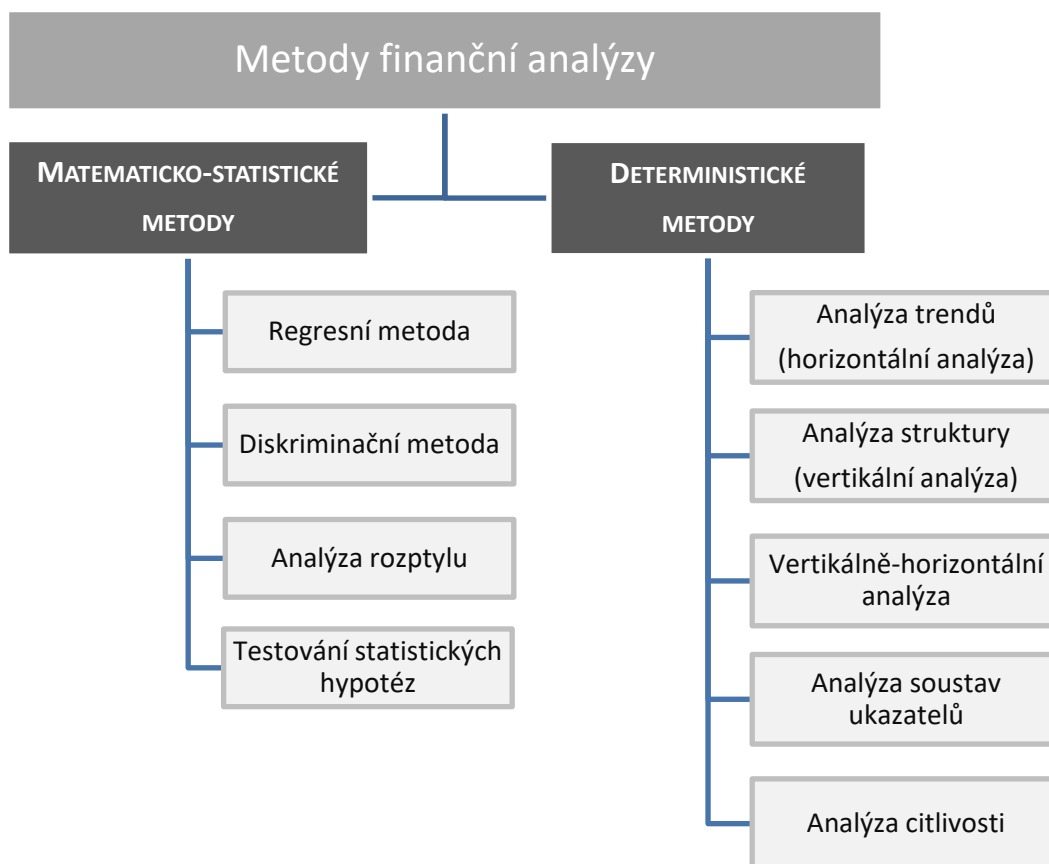 Metody finanční analýzy
MATEMATICKO-STATISTICKÉ
METODY
Regresní metoda
Diskriminační metoda
Analýza rozptylu
Testování statistických
hypotéz
DETERMINISTICKÉ
METODY
Analýza trendů
(horizontální analýza)
Analýza struktury
(vertikální analýza)
Vertikálně-horizontální
analýza
Analýza soustav
ukazatelů
Analýza citlivosti